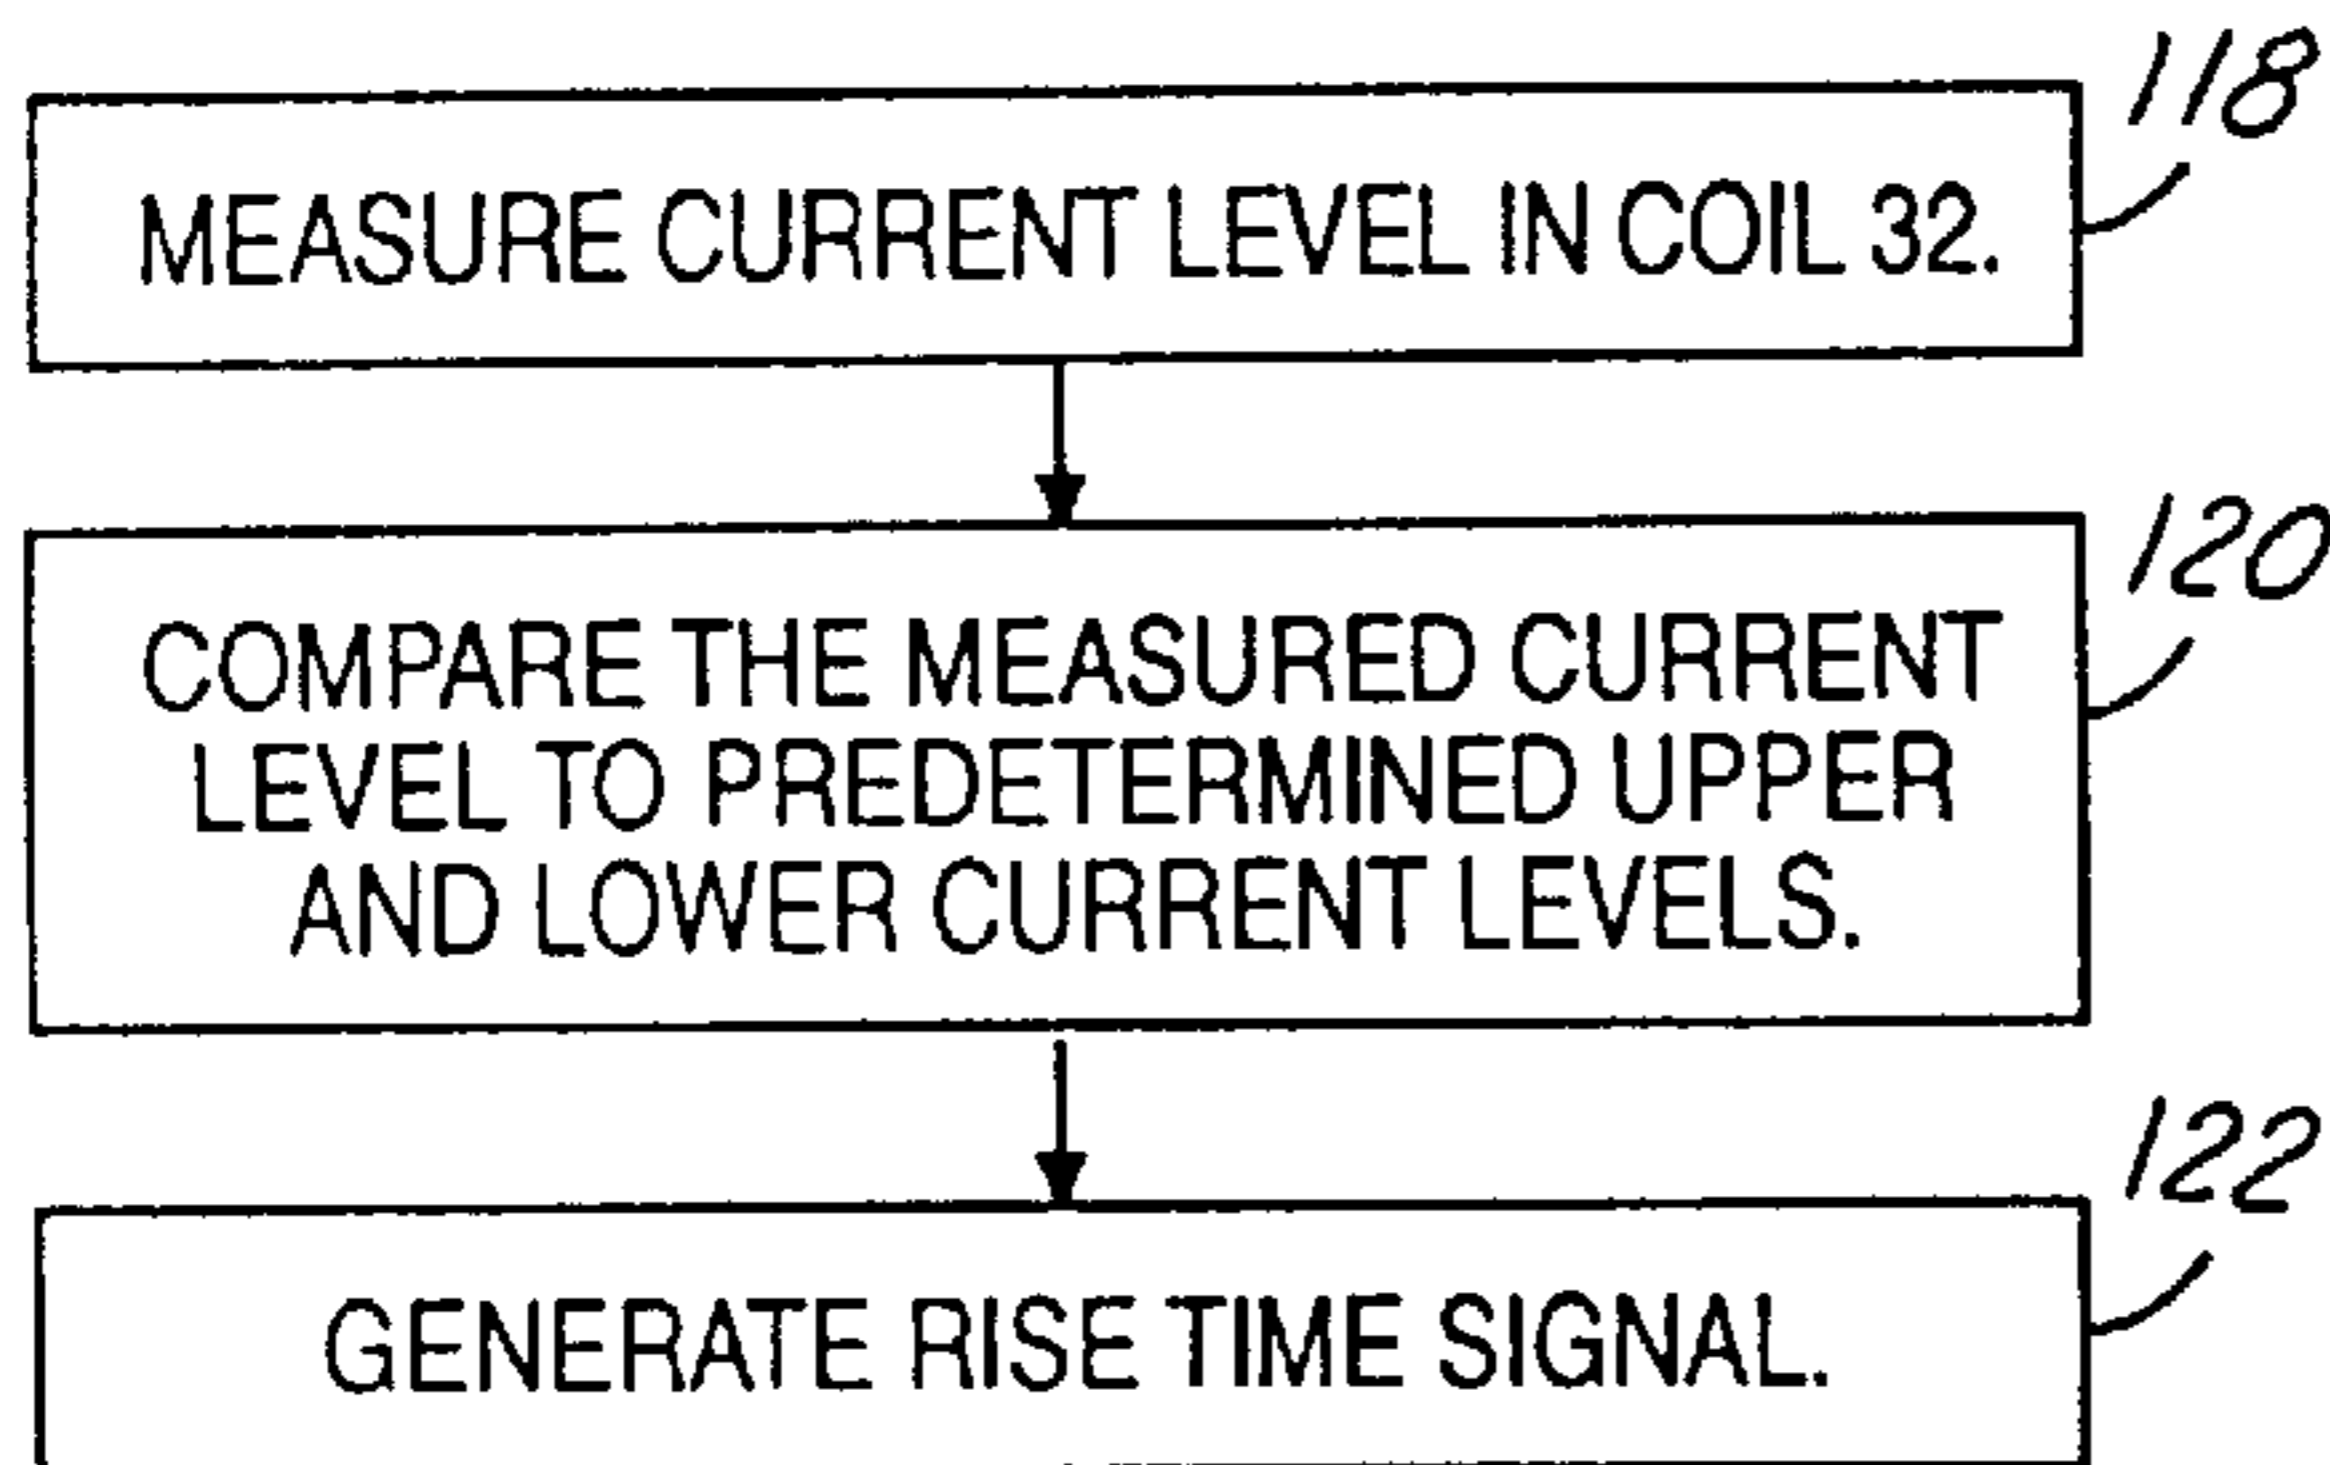 118
MEASURE CURRENT LEVEL IN COIL 32.
120
COMPARE THE MEASURED CURRENT
LEVEL TO PREDETERMINED UPPER
AND LOWER CURRENT LEVELS.
122
GENERATE RISE TIME SIGNAL.